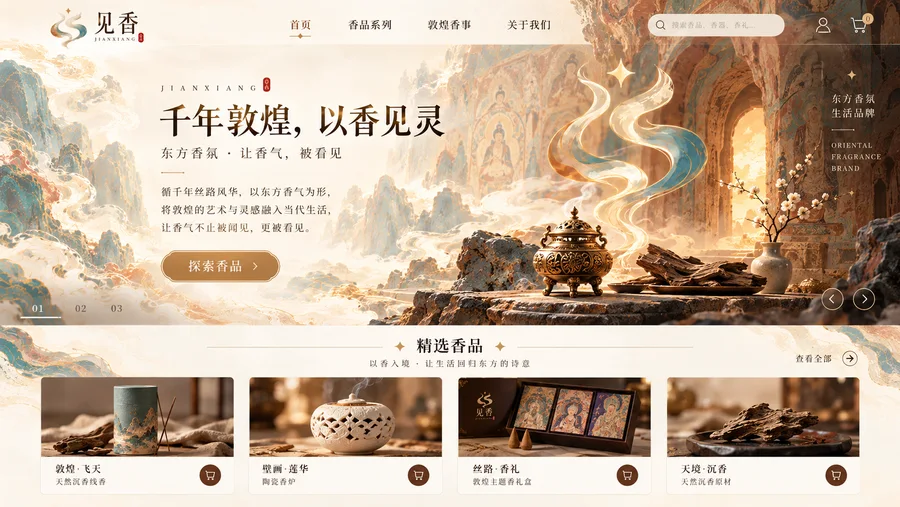 见香
JIANXIANG
首页
香品系列
敦煌香事
关于我们
搜索香品、香器、香礼...
0
JIANXIANG
千年敦煌，以香见灵
东方香氛 · 让香气，被看见
循千年丝路风华，以东方香气为形，
将敦煌的艺术与灵感融入当代生活，
让香气不止被闻见，更被看见。
探索香品
东方香氛
生活品牌
ORIENTAL
FRAGRANCE
BRAND
01
02
03
精选香品
以香入境 · 让生活回归东方的诗意
查看全部
见香
敦煌·飞天
天然沉香线香
壁画·莲华
陶瓷香炉
丝路·香礼
敦煌主题香礼盒
天境·沉香
天然沉香原材